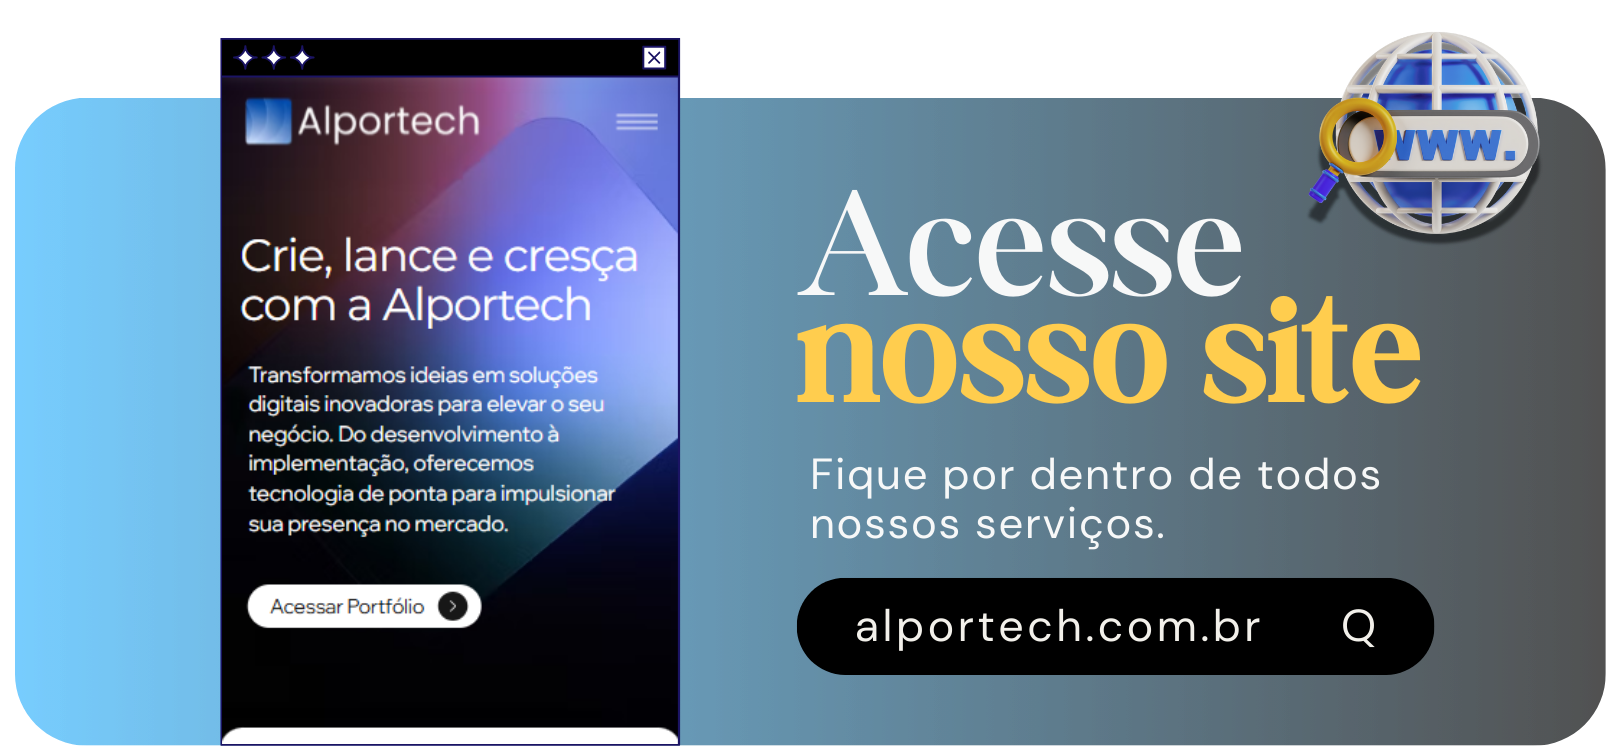 Alportech
Crie, lance e cresça
com a Alportech
Transformamos ideias em soluções
digitais inovadoras para elevar o seu
negócio. Do desenvolvimento à
implementação, oferecemos
tecnologia de ponta para impulsionar
sua presença no mercado.
Acessar Portfólio
www.
Acesse
nosso site
Fique por dentro de todos
nossos serviços.
alportech.com.br Q